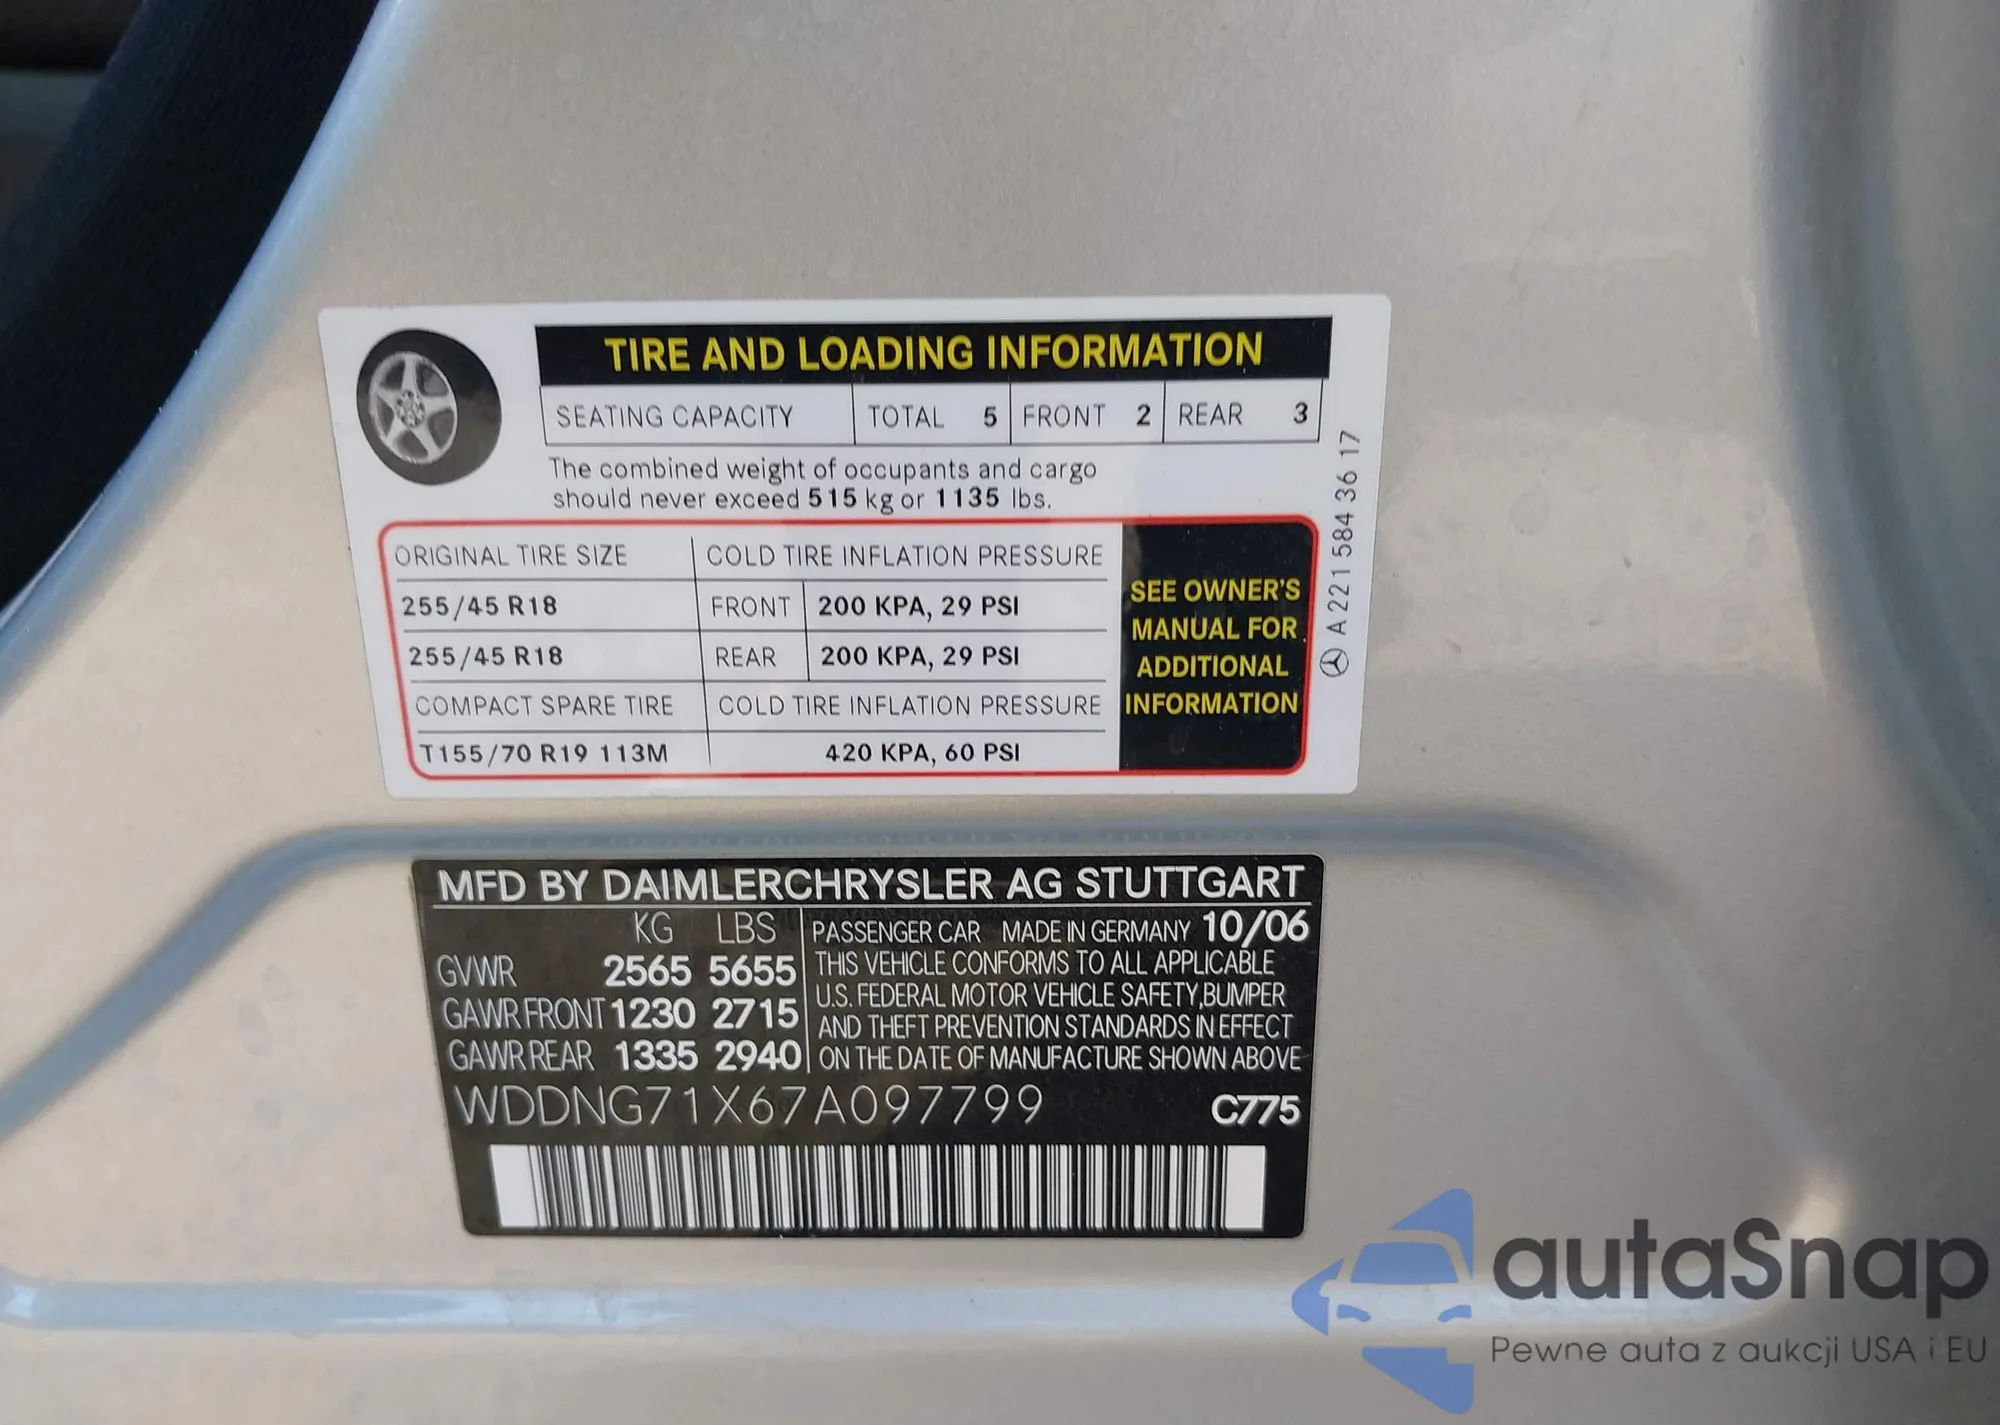 TIRE AND LOADING INFORMATION
SEATING CAPACITY TOTAL 5 FRONT 2 REAR 3
The combined weight of occupants and cargo
should never exceed 515 kg or 1135 lbs.
ORIGINAL TIRE SIZE COLD TIRE INFLATION PRESSURE
255/45 R18 FRONT 200 KPA, 29 PSI
255/45 R18 REAR 200 KPA, 29 PSI
COMPACT SPARE TIRE COLD TIRE INFLATION PRESSURE
T155/70 R19 113M 420 KPA, 60 PSI
SEE OWNER'S
MANUAL FOR
ADDITIONAL
INFORMATION
A 221 584 36 17
MFD BY DAIMLERCHRYSLER AG STUTTGART
KG LBS
GVWR 2565 5655
GAWR FRONT 1230 2715
GAWR REAR 1335 2940
PASSENGER CAR MADE IN GERMANY 10/06
THIS VEHICLE CONFORMS TO ALL APPLICABLE
U.S. FEDERAL MOTOR VEHICLE SAFETY, BUMPER
AND THEFT PREVENTION STANDARDS IN EFFECT
ON THE DATE OF MANUFACTURE SHOWN ABOVE
WDDNG71X67A097799 C775
autaSnap
Pewne auta z aukcji USA i EU